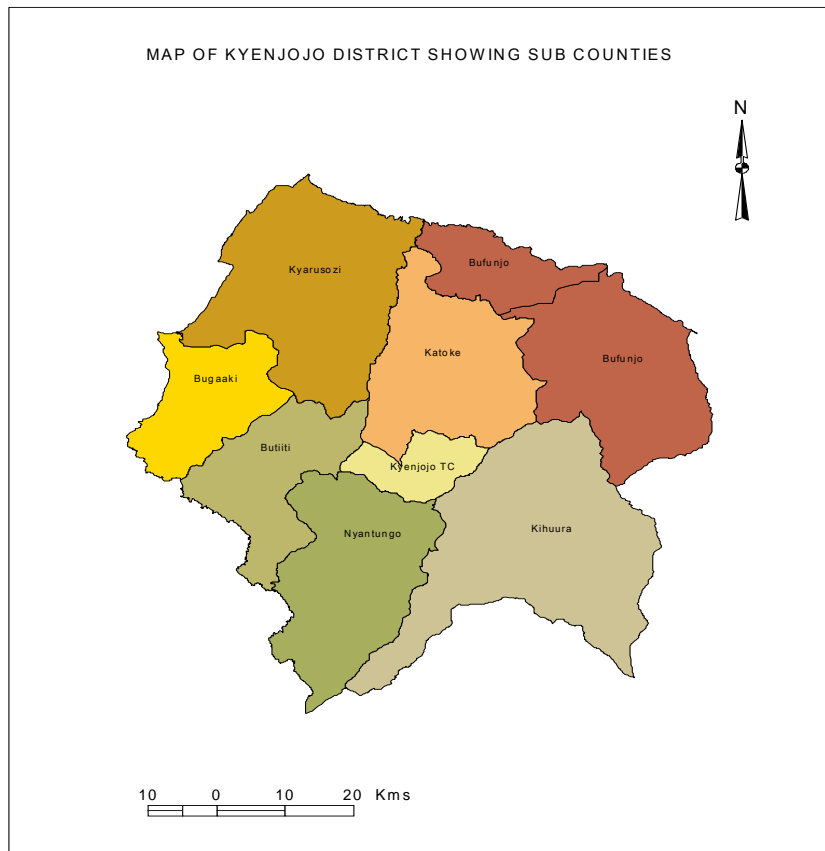 MAP OF KYENJOJO DISTRICT SHOWING SUB COUNTIES
N
Bufunjo
Kyarusozi
Katoke
Bufunjo
Bugaaki
Butiiti
Kyenjojo TC
Nyantungo
Kihuura
10 0 10 20 Kms